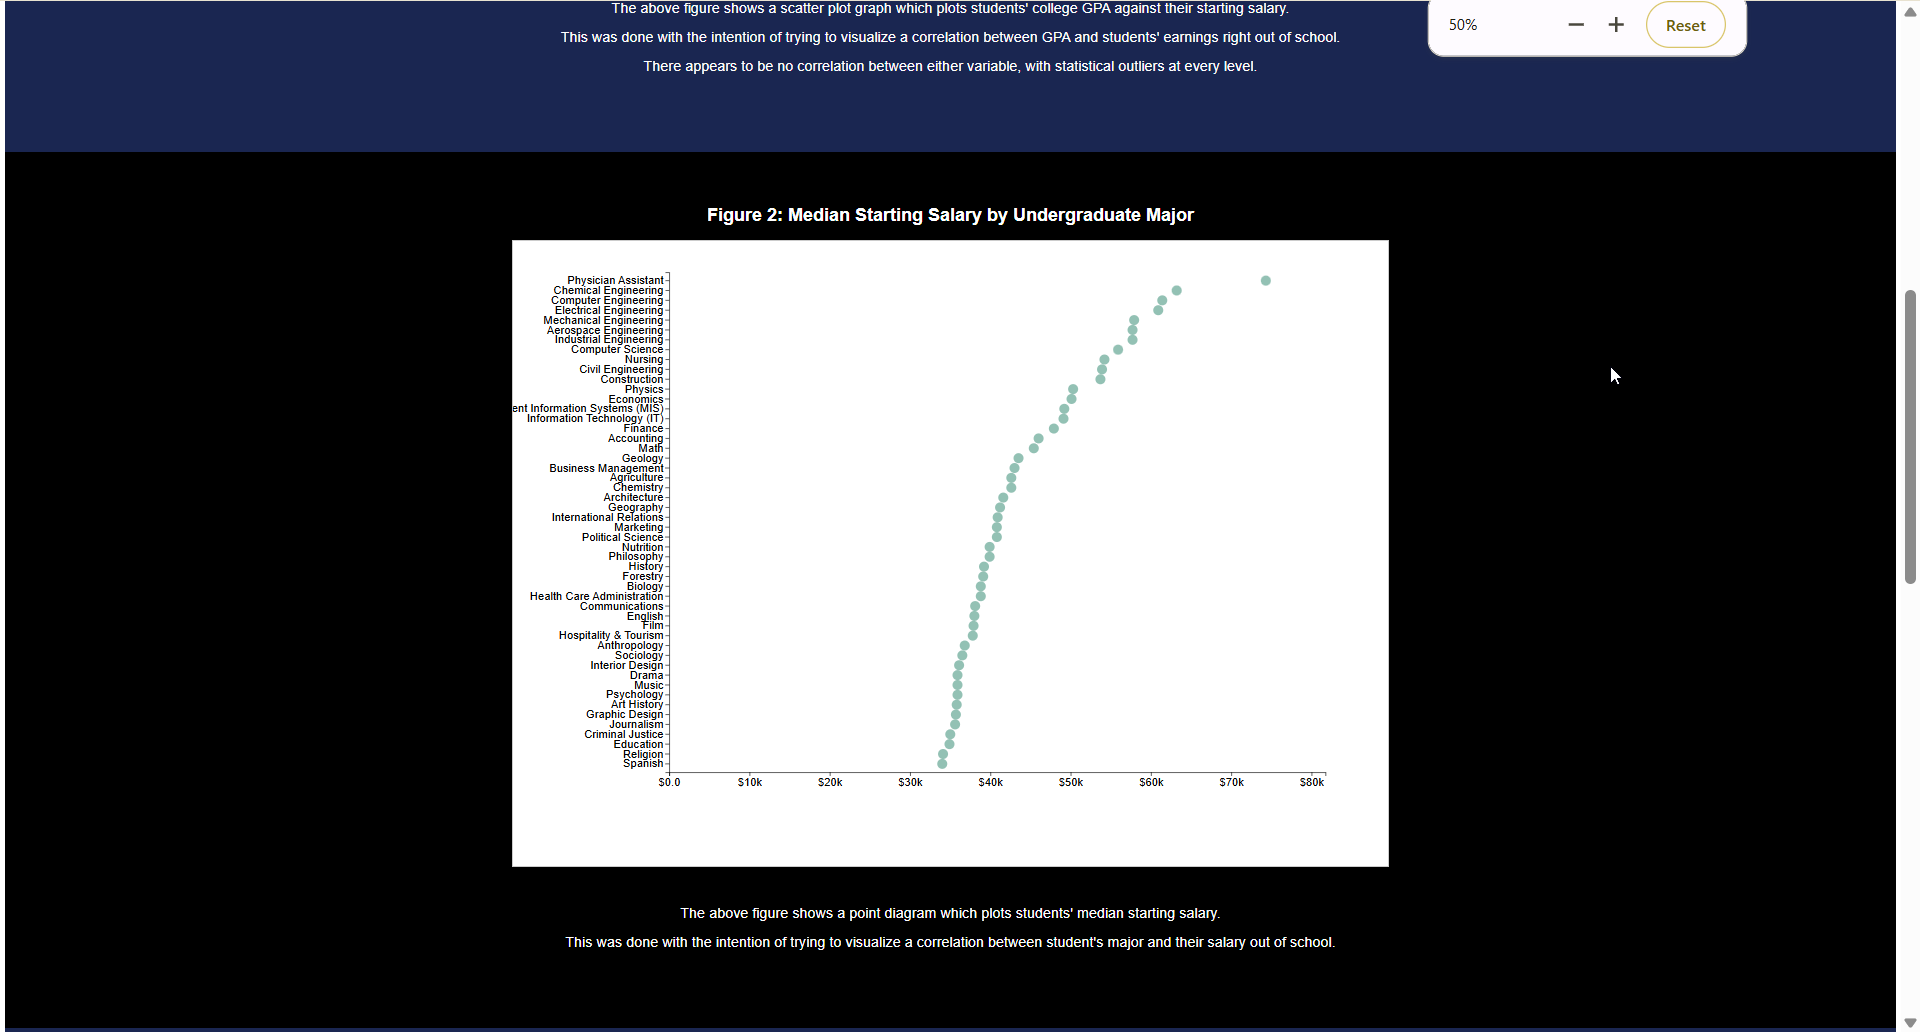 The above figure shows a scatter plot graph which plots students' college GPA against their starting salary.
This was done with the intention of trying to visualize a correlation between GPA and students' earnings right out of school.
There appears to be no correlation between either variable, with statistical outliers at every level.
50%
Reset
Figure 2: Median Starting Salary by Undergraduate Major
Physician Assistant
Chemical Engineering
Computer Engineering
Electrical Engineering
Mechanical Engineering
Aerospace Engineering
Industrial Engineering
Computer Science
Nursing
Civil Engineering
Construction
Physics
Economics
ent Information Systems (MIS)
Information Technology (IT)
Finance
Accounting
Math
Geology
Business Management
Agriculture
Chemistry
Architecture
Geography
International Relations
Marketing
Political Science
Nutrition
Philosophy
History
Forestry
Biology
Health Care Administration
Communications
English
Film
Hospitality & Tourism
Anthropology
Sociology
Interior Design
Drama
Music
Psychology
Art History
Graphic Design
Journalism
Criminal Justice
Education
Religion
Spanish
$0.0 $10k $20k $30k $40k $50k $60k $70k $80k
The above figure shows a point diagram which plots students' median starting salary.
This was done with the intention of trying to visualize a correlation between student's major and their salary out of school.